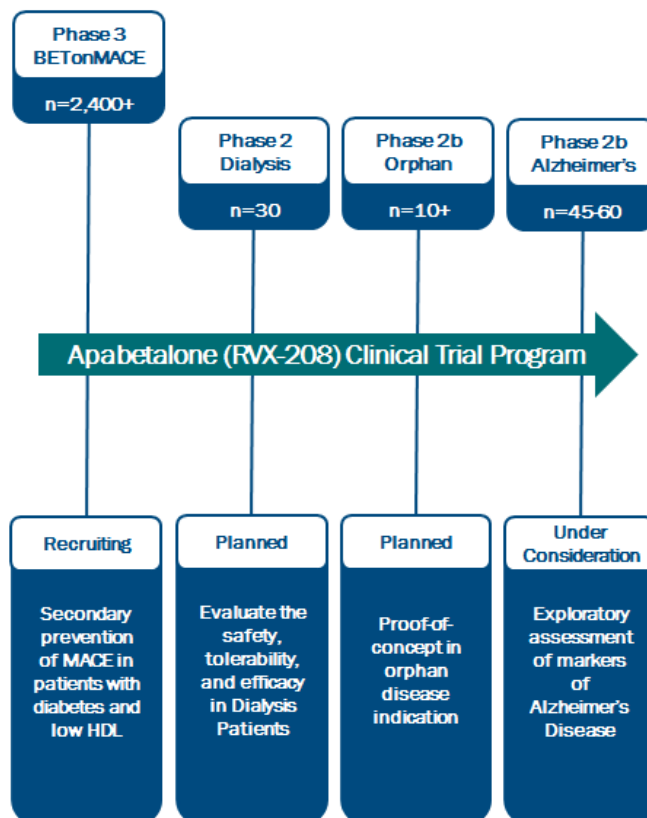 Phase 3
BETonMACE
n=2,400+
Phase 2
Dialysis
n=30
Phase 2b
Orphan
n=10+
Phase 2b
Alzheimer's
n=45-60
Apabetalone (RVX-208) Clinical Trial Program
Recruiting
Secondary
prevention
of MACE in
patients with
diabetes and
low HDL
Planned
Evaluate the
safety,
tolerability,
and efficacy
in Dialysis
Patients
Planned
Proof-of-
concept in
orphan
disease
indication
Under
Consideration
Exploratory
assessment
of markers
of
Alzheimer's
Disease